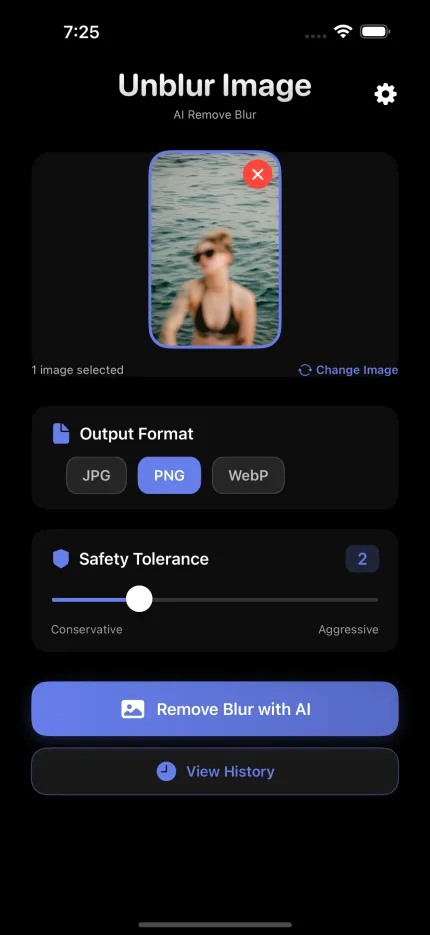 7:25
Unblur Image
AI Remove Blur
1 image selected
Change Image
Output Format
JPG PNG WebP
Safety Tolerance 2
Conservative Aggressive
Remove Blur with AI
View History